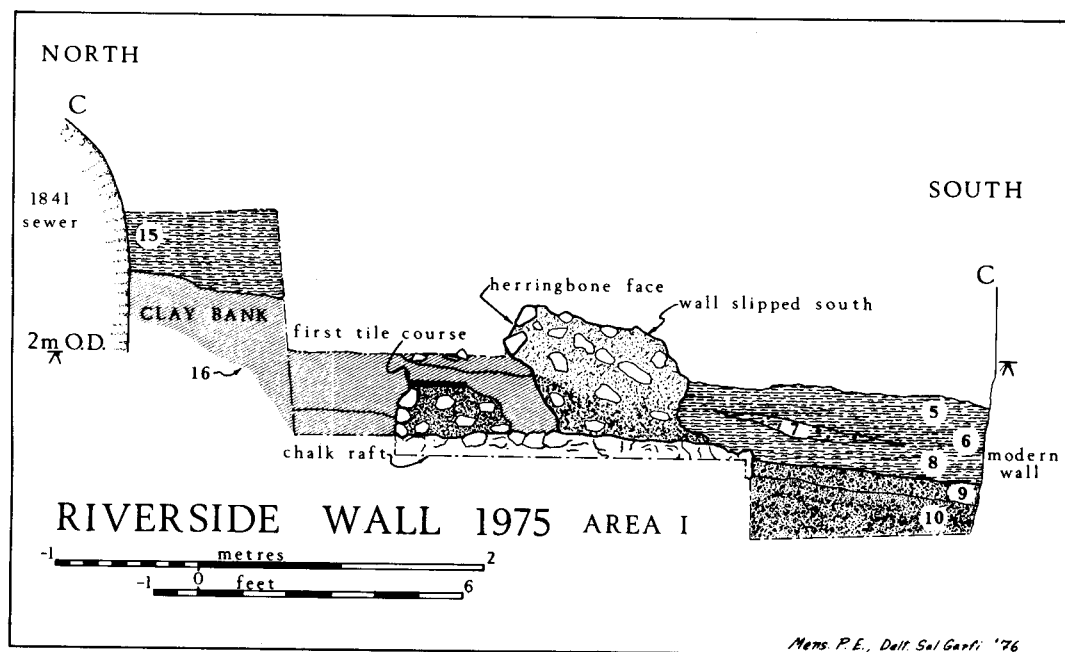 NORTH
C
1841
sewer
15
CLAY BANK
2m O.D.
16
SOUTH
C
herringbone face
wall slipped south
first tile course
chalk raft
5
7
6
8
modern
wall
9
10
RIVERSIDE WALL 1975 AREA I
-1 metres 2
-1 0 feet 6
Mens. P.E., Delt. Sal Garfi '76